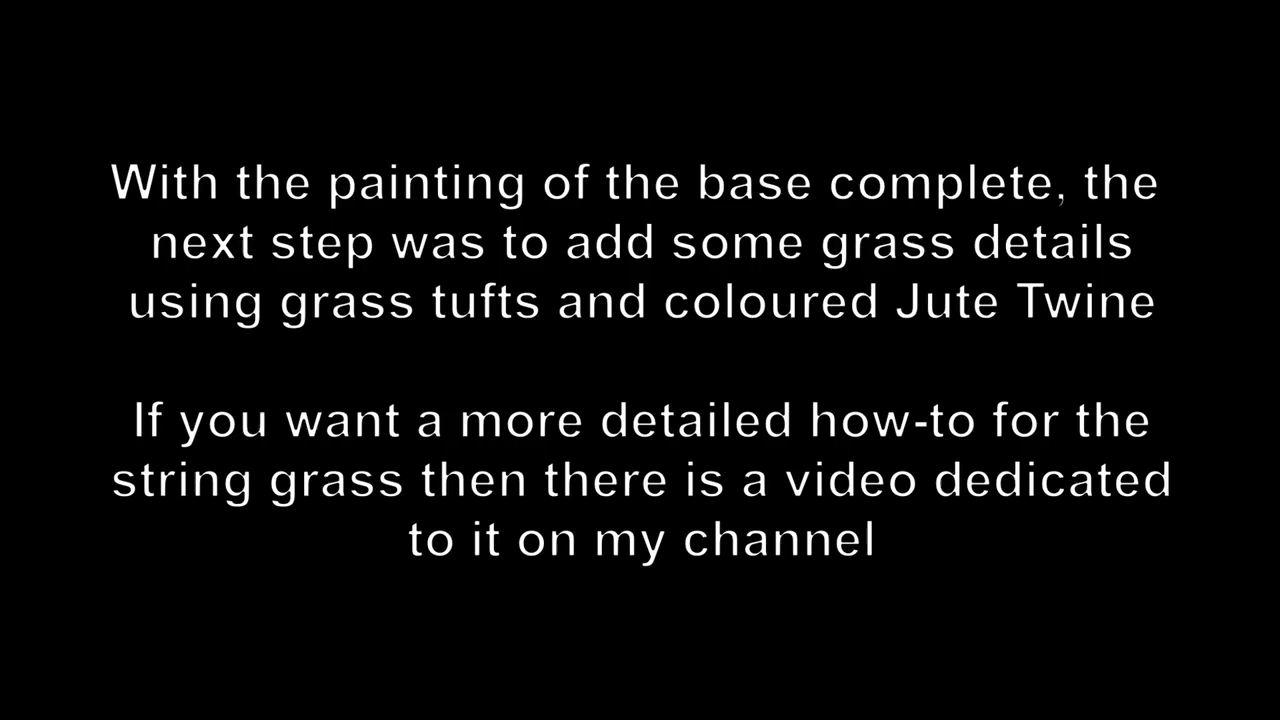 With the painting of the base complete, the
next step was to add some grass details
using grass tufts and coloured Jute Twine
If you want a more detailed how-to for the
string grass then there is a video dedicated
to it on my channel